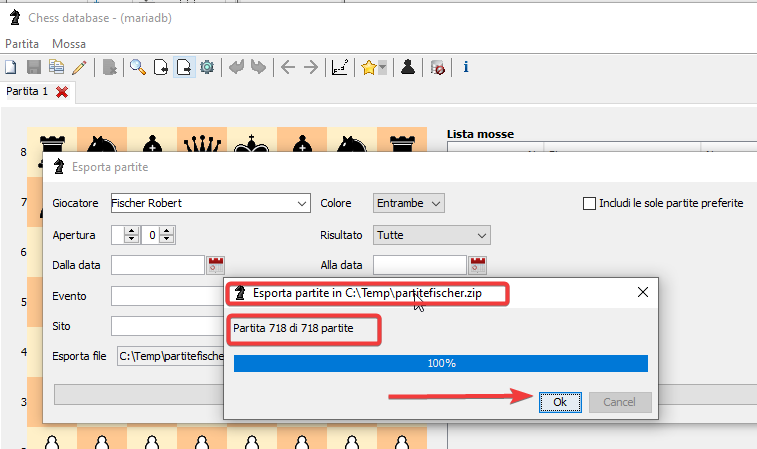 Chess database - (mariadb)
Partita Mossa
Partita 1
Lista mosse
8
Esporta partite
7
Giocatore Fischer Robert Colore Entrambe Includi le sole partite preferite
6
Apertura 0 Risultato Tutte
Dalla data Alla data
5
Evento
Esporta partite in C:\Temp\partitefischer.zip
Sito
Partita 718 di 718 partite
4
Esporta file C:\Temp\partitefische
100%
3
Ok Cancel